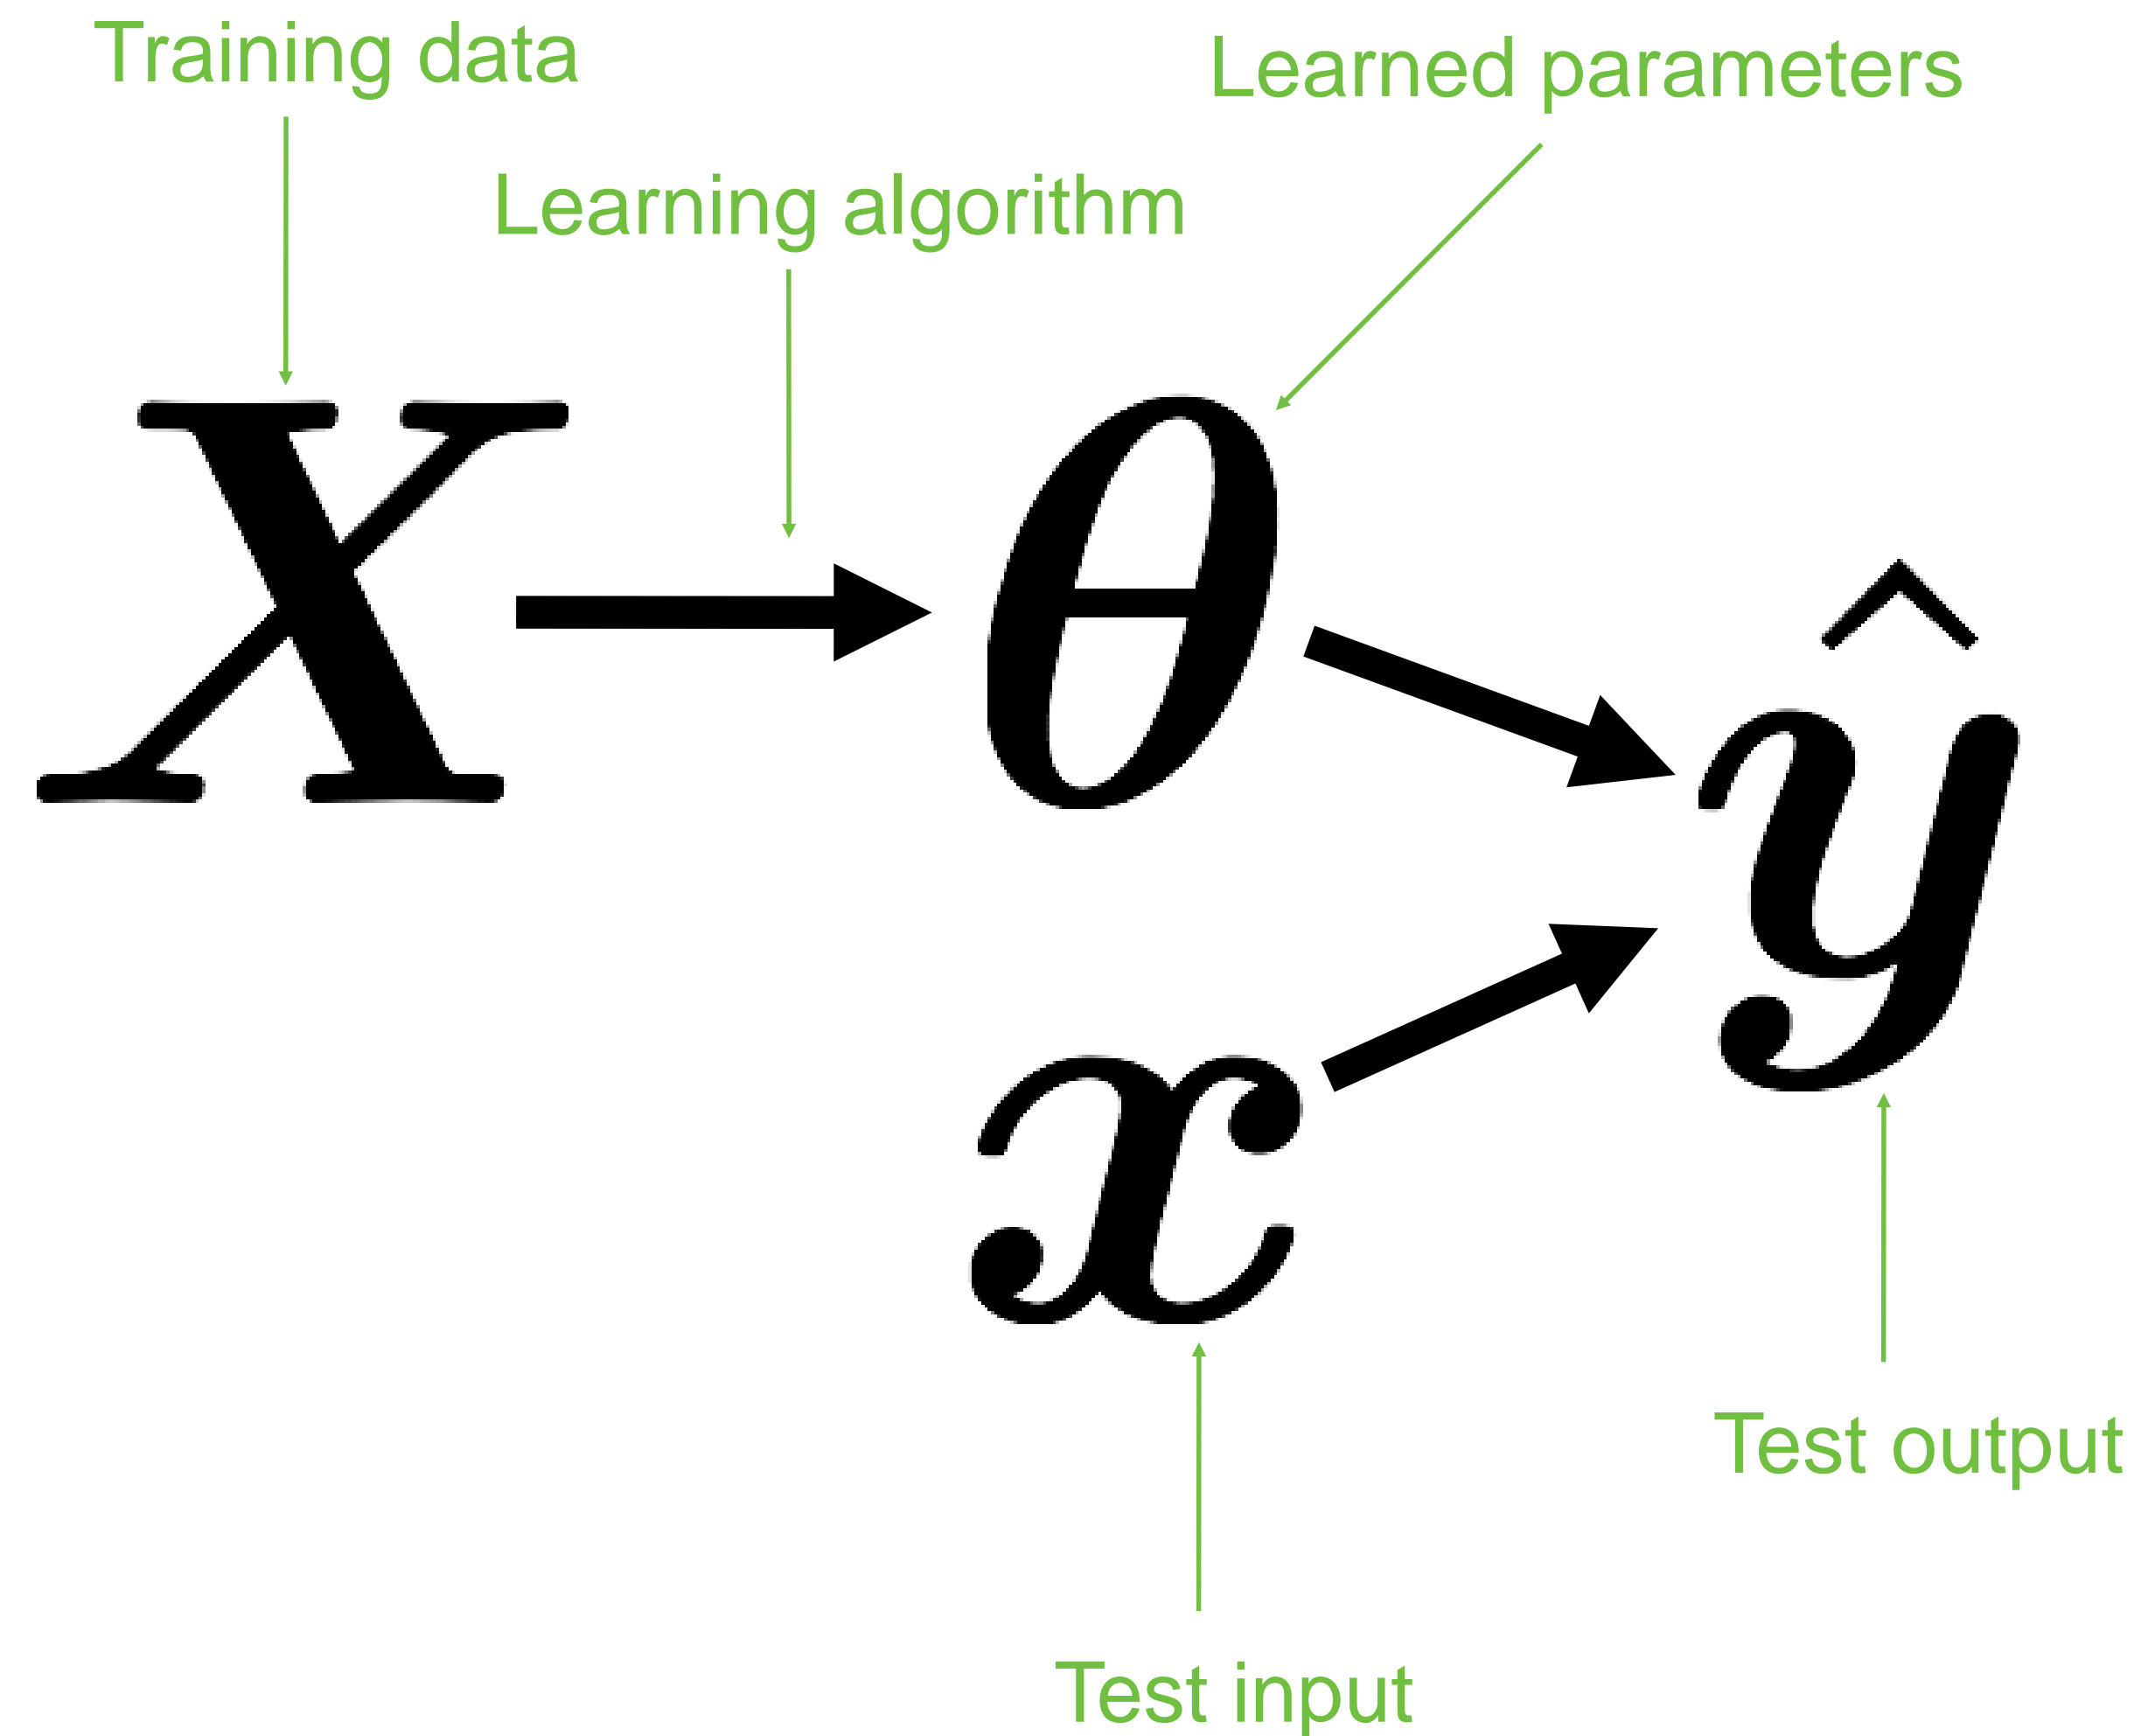 Training data
Learned parameters
Learning algorithm
X
θ
ŷ
x
Test output
Test input